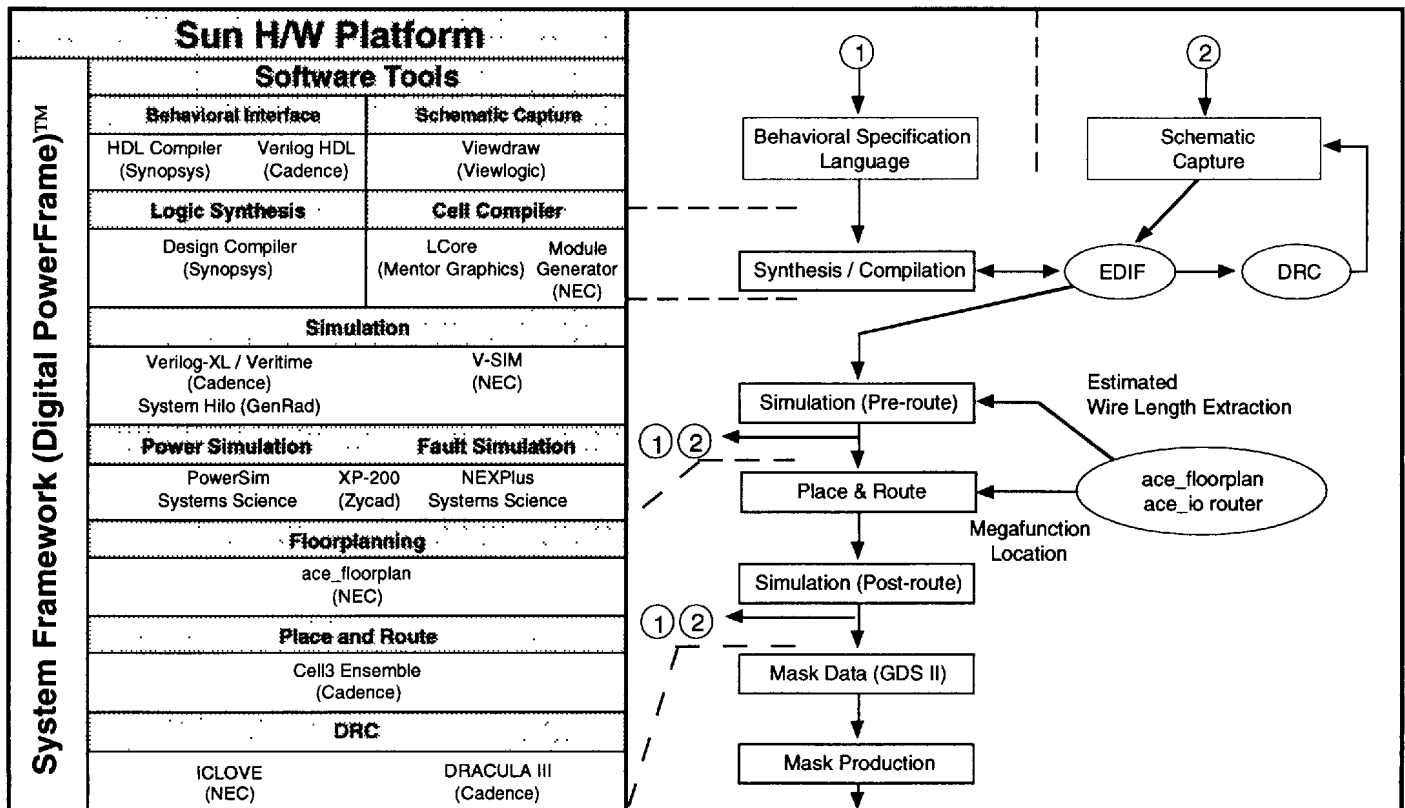 Sun H/W Platform
System Framework (Digital PowerFrame)™
Software Tools
Behavioral Interface
Schematic Capture
HDL Compiler
(Synopsys)
Verilog HDL
(Cadence)
Viewdraw
(Viewlogic)
Logic Synthesis
Cell Compiler
Design Compiler
(Synopsys)
LCore
(Mentor Graphics)
Module
Generator
(NEC)
Simulation
Verilog-XL / Veritime
(Cadence)
System Hilo (GenRad)
V-SIM
(NEC)
Power Simulation
Fault Simulation
PowerSim
Systems Science
XP-200
(Zycad)
NEXPlus
Systems Science
Floorplanning
ace_floorplan
(NEC)
Place and Route
Cell3 Ensemble
(Cadence)
DRC
ICLOVE
(NEC)
DRACULA III
(Cadence)
1
2
Behavioral Specification
Language
Schematic
Capture
Synthesis / Compilation
EDIF
DRC
Simulation (Pre-route)
Estimated
Wire Length Extraction
1 2
Place & Route
ace_floorplan
ace_io router
Megafunction
Location
Simulation (Post-route)
1 2
Mask Data (GDS II)
Mask Production